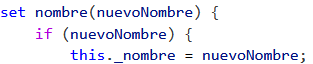 set nombre(nuevoNombre) {
    if (nuevoNombre) {
        this._nombre = nuevoNombre;